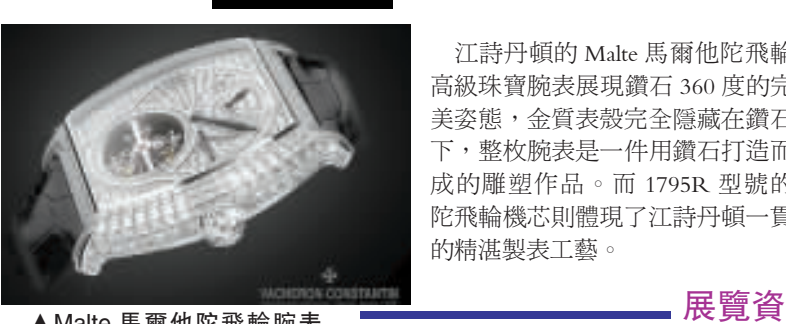 江詩丹頓的 Malte 馬爾他陀飛輪
高級珠寶腕表展現鑽石 360 度的完
美姿態，金質表殼完全隱藏在鑽石
下，整枚腕表是一件用鑽石打造而
成的雕塑作品。而 1795R 型號的
陀飛輪機芯則體現了江詩丹頓一貫
的精湛製表工藝。
VACHERON CONSTANTIN
▲Malte 馬爾他陀飛輪腕表
展覽資